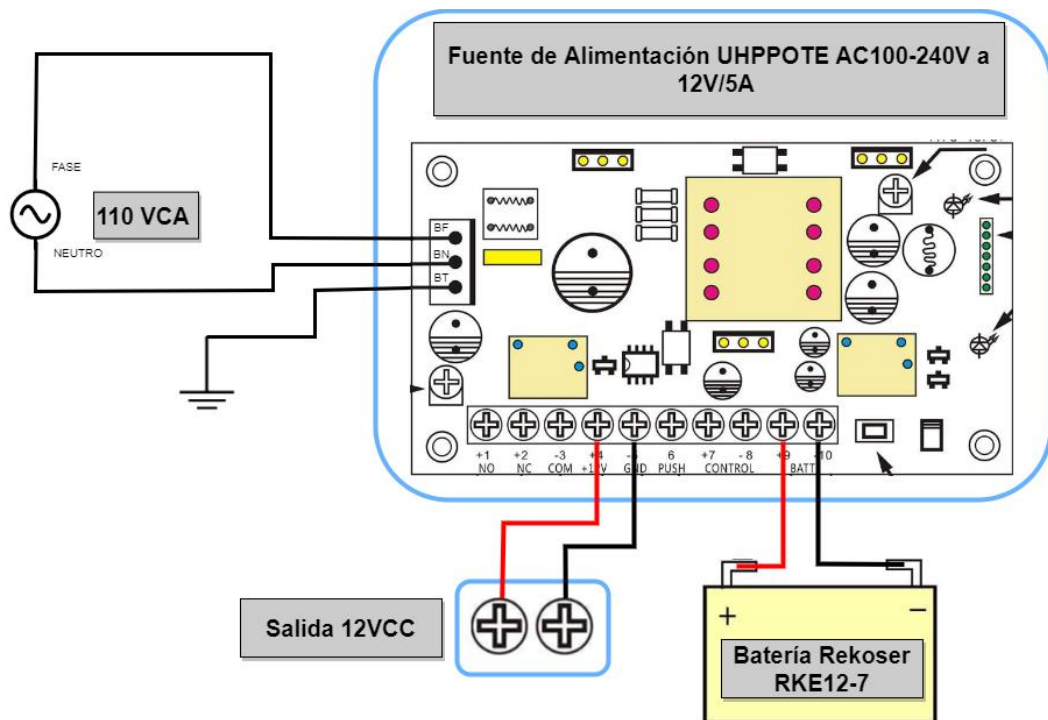 Fuente de Alimentación UHPPOTE AC100-240V a
12V/5A
FASE
110 VCA
NEUTRO
BF
BN
BT
+1 +2 -3 +4 6 +7 - 8 +9 -10
NO NC COM +12V GND PUSH CONTROL BATT
Salida 12VCC
+ −
Batería Rekoser
RKE12-7